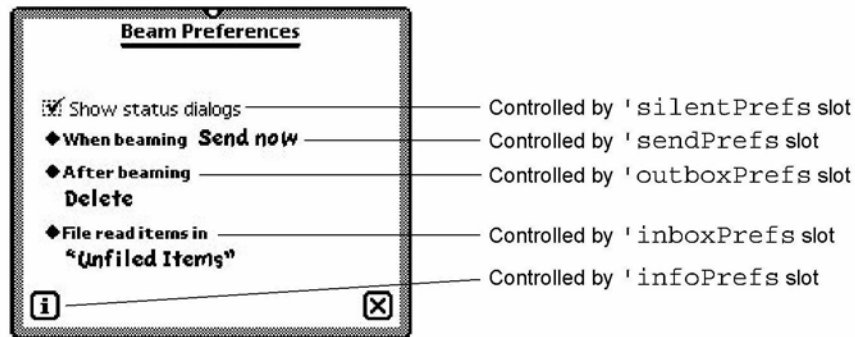 Beam Preferences
Show status dialogs
Controlled by 'silentPrefs slot
When beaming Send now
Controlled by 'sendPrefs slot
After beaming
Controlled by 'outboxPrefs slot
Delete
File read items in
Controlled by 'inboxPrefs slot
"Unfiled Items"
Controlled by 'infoPrefs slot
i